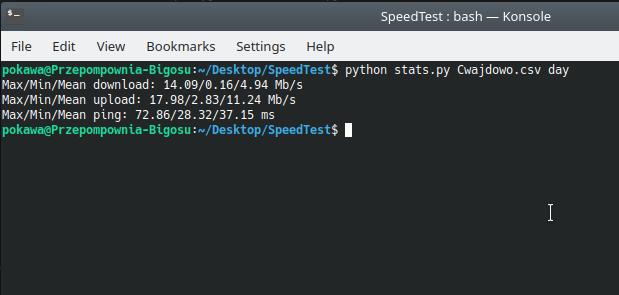 SpeedTest : bash — Konsole
File Edit View Bookmarks Settings Help
pokawa@Przepompownia-Bigosu:~/Desktop/SpeedTest$ python stats.py Cwajdowo.csv day
Max/Min/Mean download: 14.09/0.16/4.94 Mb/s
Max/Min/Mean upload: 17.98/2.83/11.24 Mb/s
Max/Min/Mean ping: 72.86/28.32/37.15 ms
pokawa@Przepompownia-Bigosu:~/Desktop/SpeedTest$